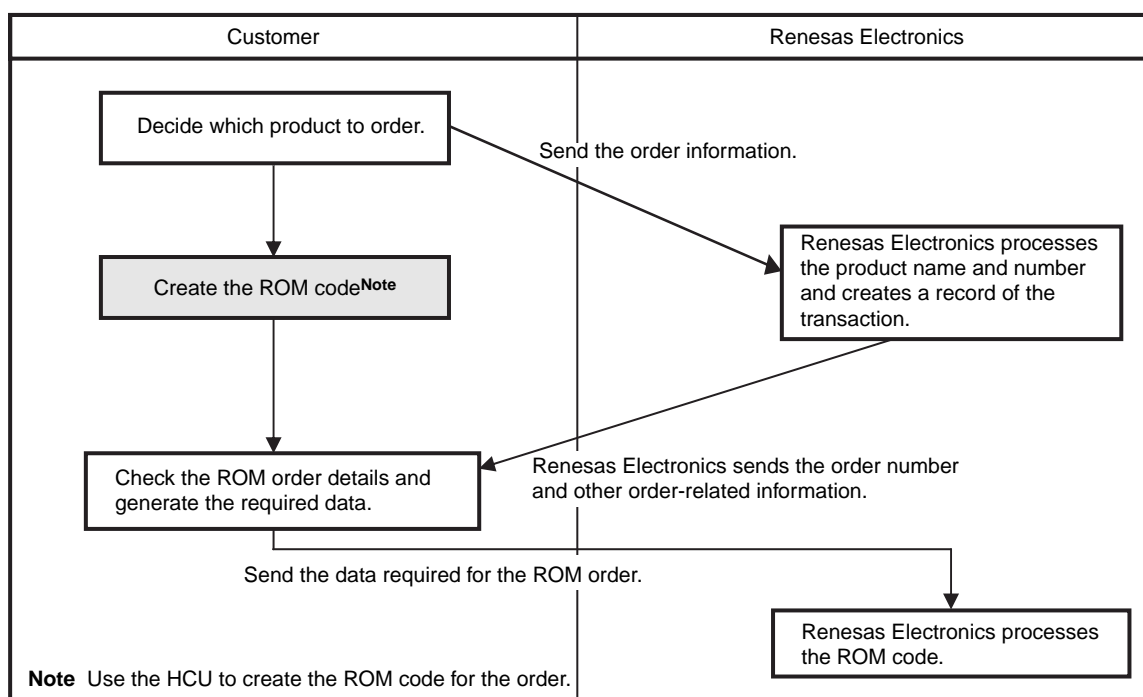 Customer
Renesas Electronics
Decide which product to order.
Send the order information.
Renesas Electronics processes
the product name and number
and creates a record of the
transaction.
Create the ROM codeNote
Check the ROM order details and
generate the required data.
Renesas Electronics sends the order number
and other order-related information.
Send the data required for the ROM order.
Renesas Electronics processes
the ROM code.
Note Use the HCU to create the ROM code for the order.